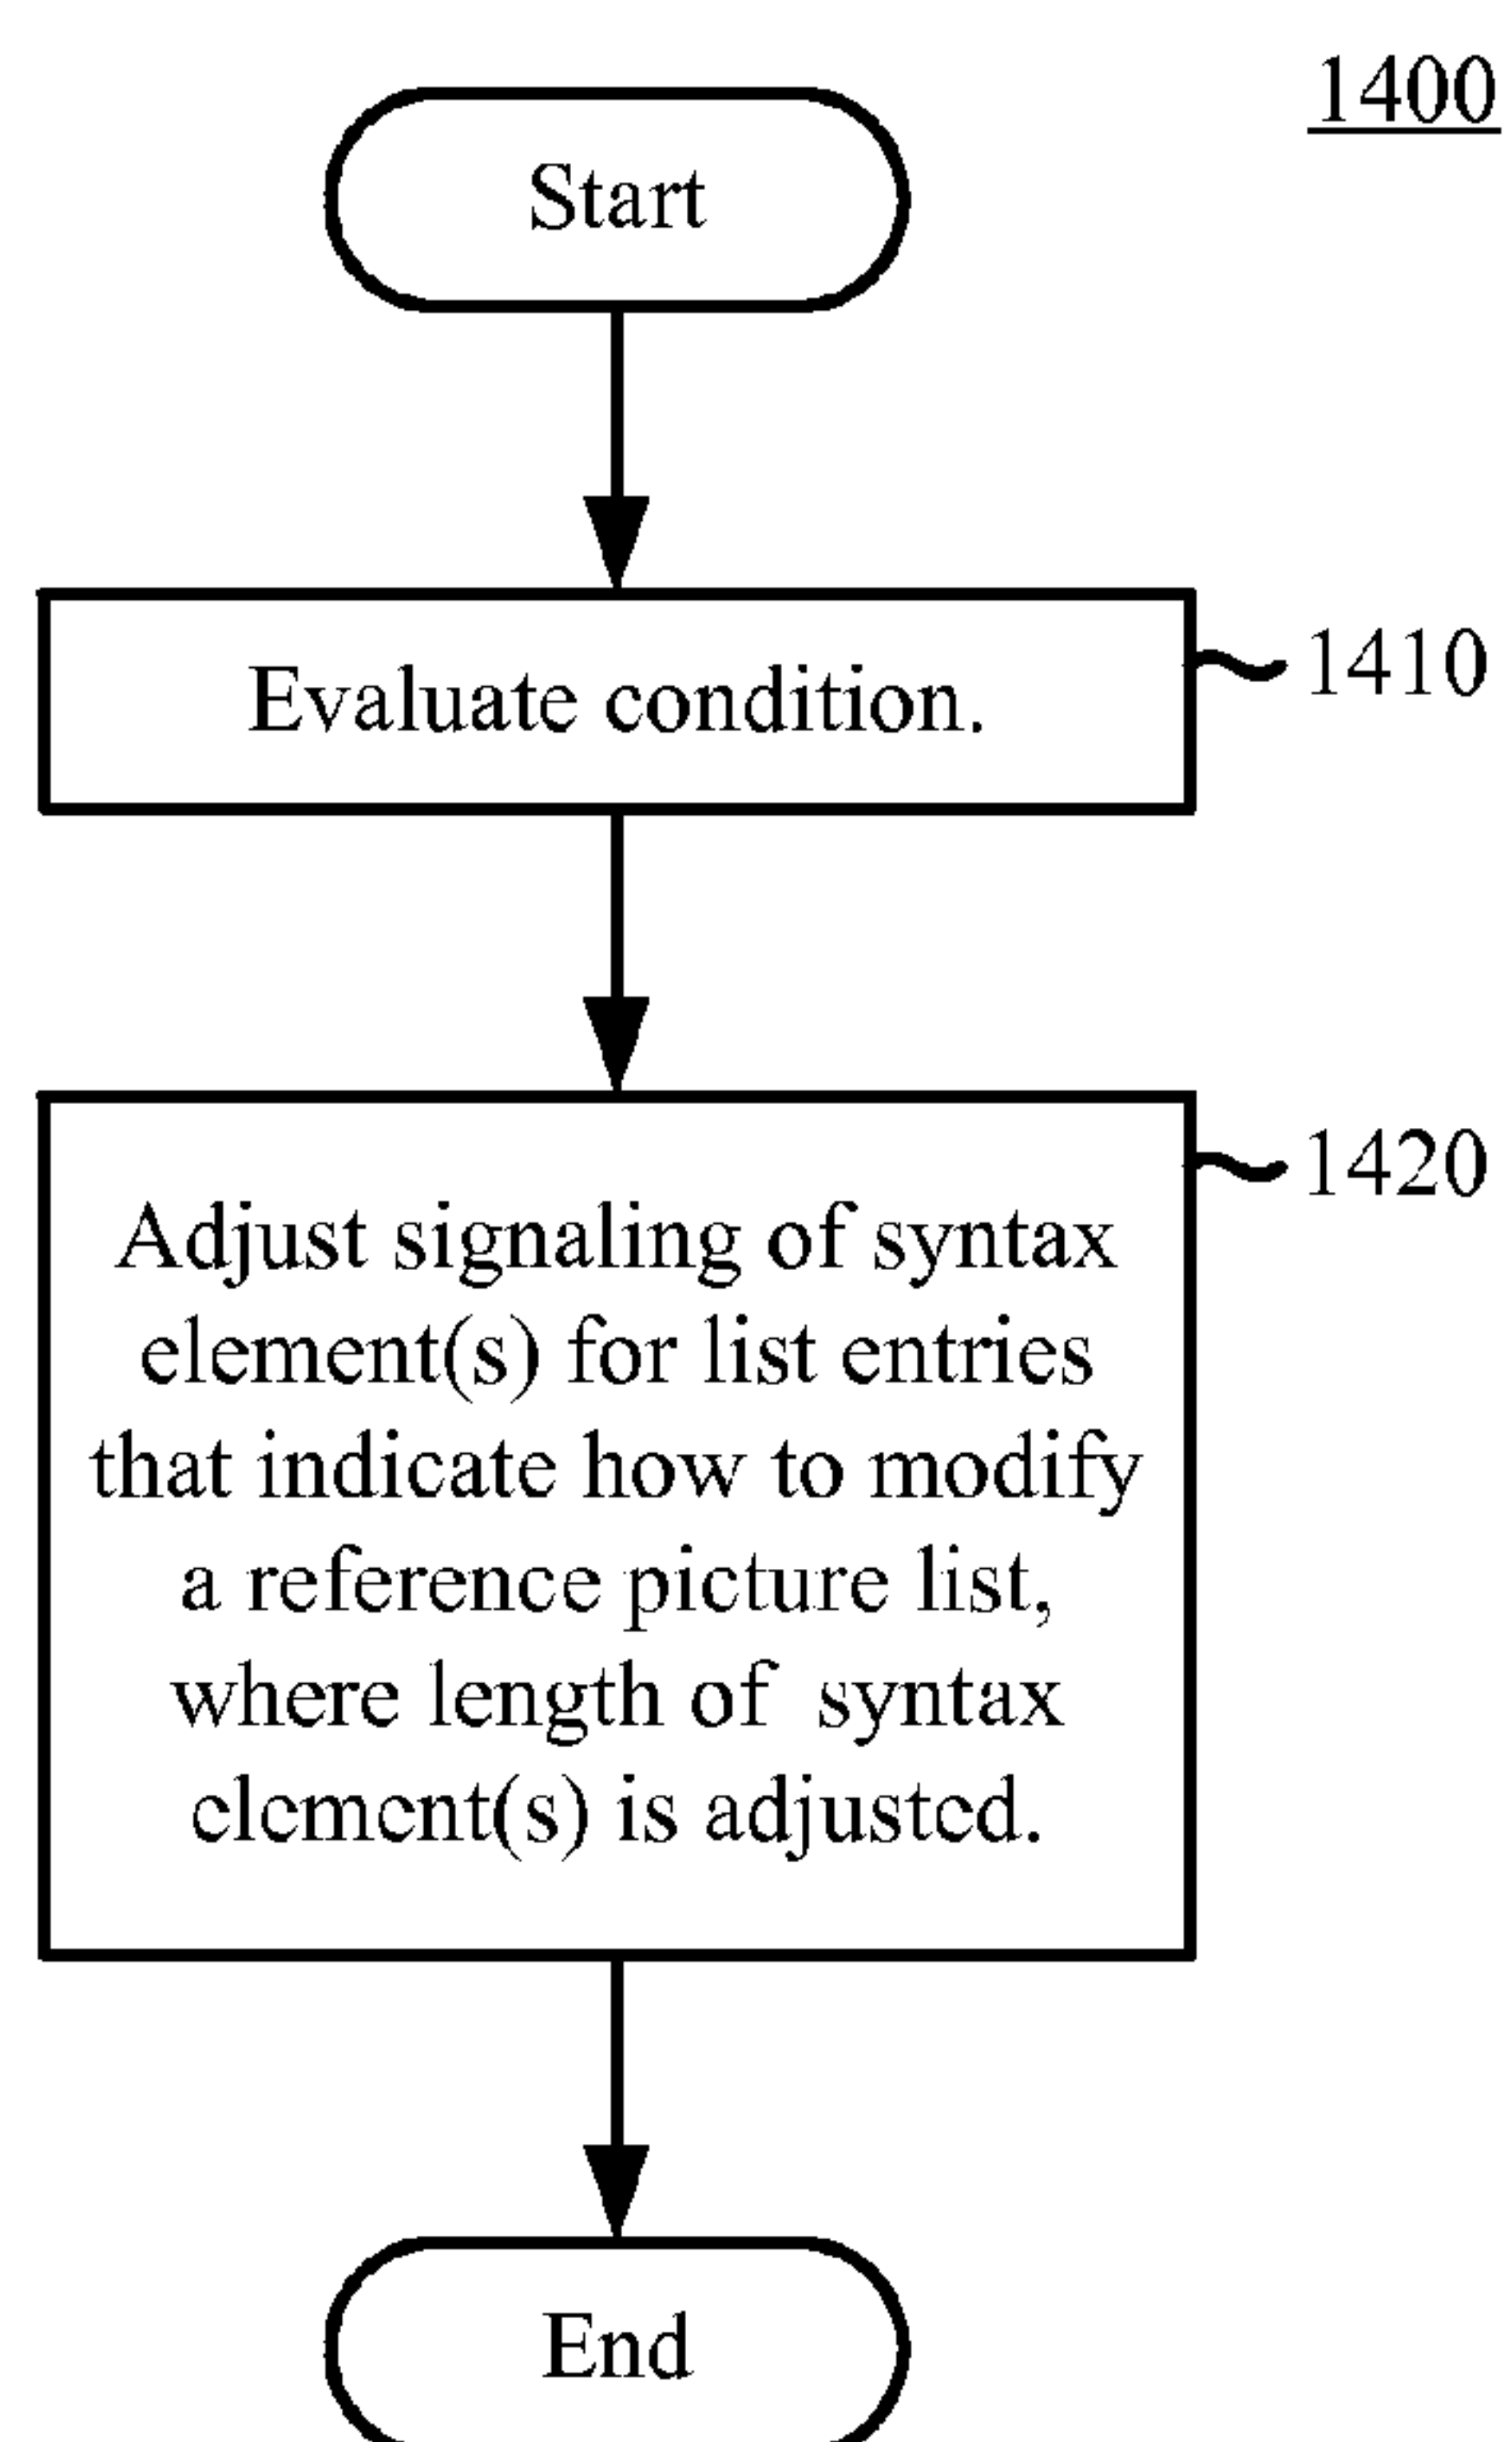 1400
Start
Evaluate condition.
1410
1420
Adjust signaling of syntax
element(s) for list entries
that indicate how to modify
a reference picture list,
where length of syntax
element(s) is adjusted.
End